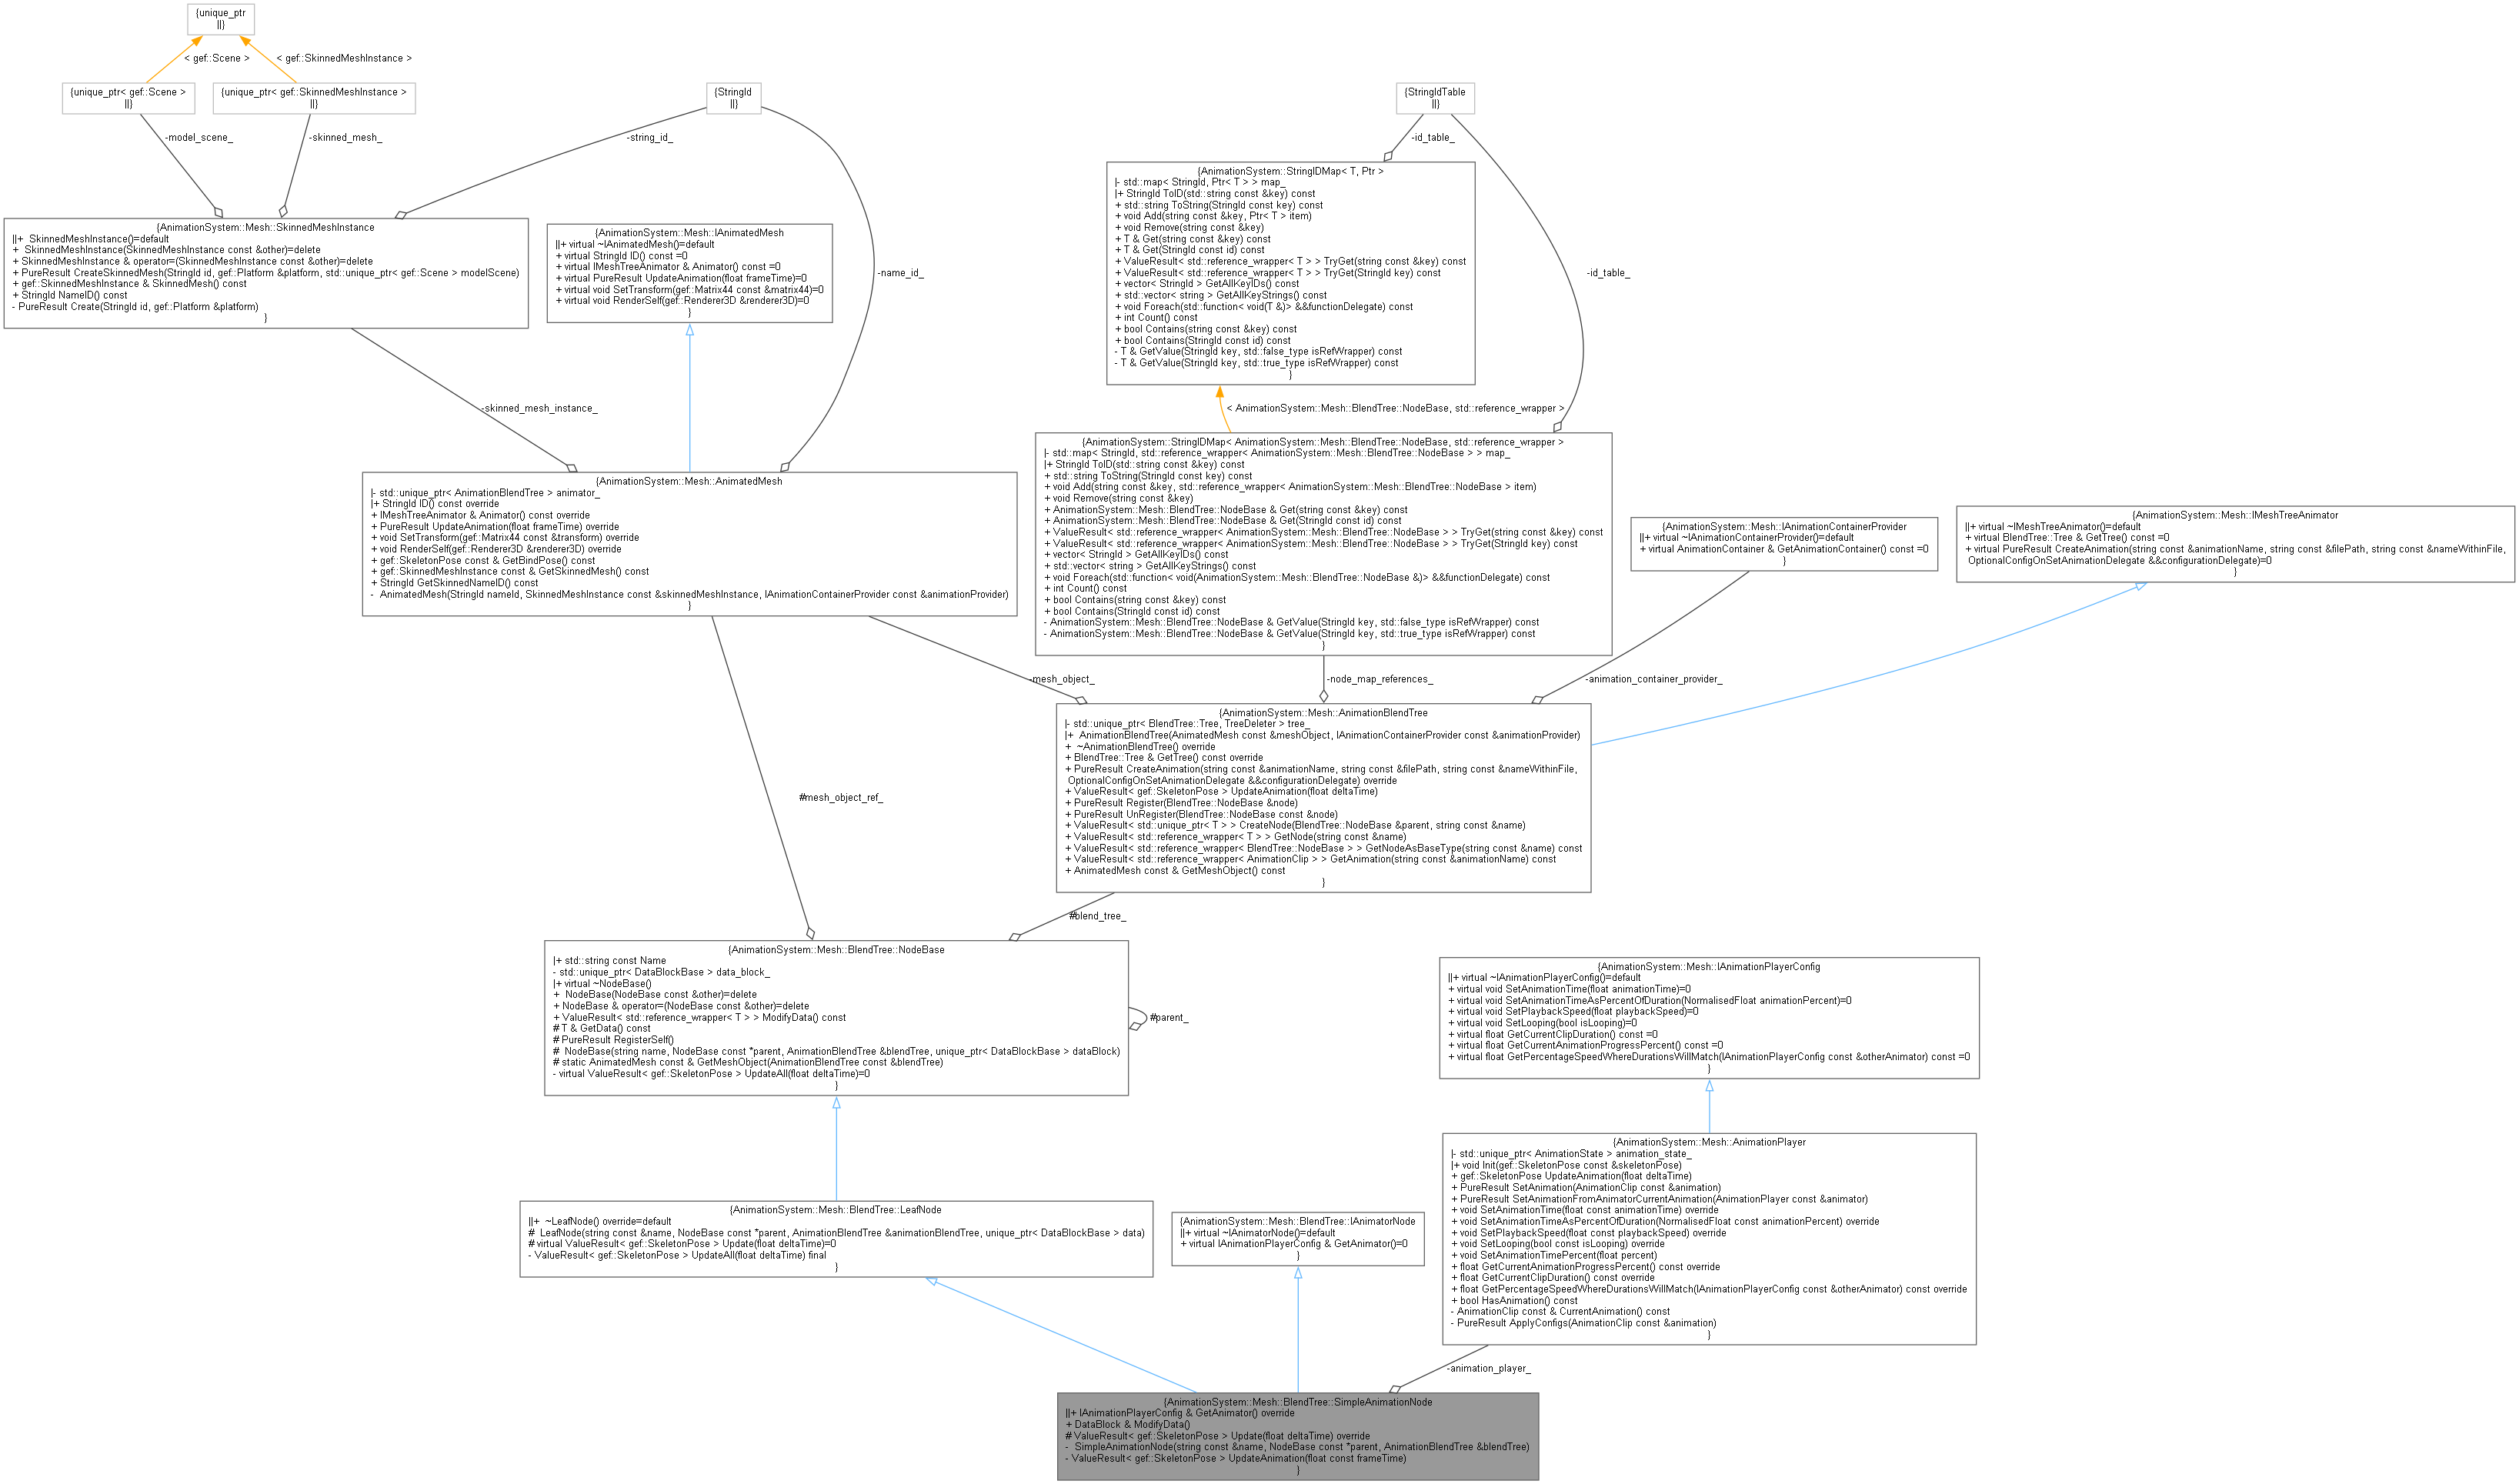 {unique_ptr
||}
< gef::Scene >
< gef::SkinnedMeshInstance >
{unique_ptr< gef::Scene >
||}
{unique_ptr< gef::SkinnedMeshInstance >
||}
{StringId
||}
{StringIdTable
||}
-model_scene_
-skinned_mesh_
-string_id_
-id_table_
{AnimationSystem::StringIDMap< T, Ptr >
|- std::map< StringId, Ptr< T > > map_
|+ StringId ToID(std::string const &key) const
+ std::string ToString(StringId const key) const
+ void Add(string const &key, Ptr< T > item)
+ void Remove(string const &key)
+ T & Get(string const &key) const
+ T & Get(StringId const id) const
+ ValueResult< std::reference_wrapper< T > > TryGet(string const &key) const
+ ValueResult< std::reference_wrapper< T > > TryGet(StringId key) const
+ vector< StringId > GetAllKeyIDs() const
+ std::vector< string > GetAllKeyStrings() const
+ void Foreach(std::function< void(T &)> &&functionDelegate) const
+ int Count() const
+ bool Contains(string const &key) const
+ bool Contains(StringId const id) const
- T & GetValue(StringId key, std::false_type isRefWrapper) const
- T & GetValue(StringId key, std::true_type isRefWrapper) const
}
{AnimationSystem::Mesh::SkinnedMeshInstance
||+  SkinnedMeshInstance()=default
+  SkinnedMeshInstance(SkinnedMeshInstance const &other)=delete
+ SkinnedMeshInstance & operator=(SkinnedMeshInstance const &other)=delete
+ PureResult CreateSkinnedMesh(StringId id, gef::Platform &platform, std::unique_ptr< gef::Scene > modelScene)
+ gef::SkinnedMeshInstance & SkinnedMesh() const
+ StringId NameID() const
- PureResult Create(StringId id, gef::Platform &platform)
}
{AnimationSystem::Mesh::IAnimatedMesh
||+ virtual ~IAnimatedMesh()=default
+ virtual StringId ID() const =0
+ virtual IMeshTreeAnimator & Animator() const =0
+ virtual PureResult UpdateAnimation(float frameTime)=0
+ virtual void SetTransform(gef::Matrix44 const &matrix44)=0
+ virtual void RenderSelf(gef::Renderer3D &renderer3D)=0
}
-name_id_
-id_table_
-skinned_mesh_instance_
< AnimationSystem::Mesh::BlendTree::NodeBase, std::reference_wrapper >
{AnimationSystem::StringIDMap< AnimationSystem::Mesh::BlendTree::NodeBase, std::reference_wrapper >
|- std::map< StringId, std::reference_wrapper< AnimationSystem::Mesh::BlendTree::NodeBase > > map_
|+ StringId ToID(std::string const &key) const
+ std::string ToString(StringId const key) const
+ void Add(string const &key, std::reference_wrapper< AnimationSystem::Mesh::BlendTree::NodeBase > item)
+ void Remove(string const &key)
+ AnimationSystem::Mesh::BlendTree::NodeBase & Get(string const &key) const
+ AnimationSystem::Mesh::BlendTree::NodeBase & Get(StringId const id) const
+ ValueResult< std::reference_wrapper< AnimationSystem::Mesh::BlendTree::NodeBase > > TryGet(string const &key) const
+ ValueResult< std::reference_wrapper< AnimationSystem::Mesh::BlendTree::NodeBase > > TryGet(StringId key) const
+ vector< StringId > GetAllKeyIDs() const
+ std::vector< string > GetAllKeyStrings() const
+ void Foreach(std::function< void(AnimationSystem::Mesh::BlendTree::NodeBase &)> &&functionDelegate) const
+ int Count() const
+ bool Contains(string const &key) const
+ bool Contains(StringId const id) const
- AnimationSystem::Mesh::BlendTree::NodeBase & GetValue(StringId key, std::false_type isRefWrapper) const
- AnimationSystem::Mesh::BlendTree::NodeBase & GetValue(StringId key, std::true_type isRefWrapper) const
}
{AnimationSystem::Mesh::AnimatedMesh
|- std::unique_ptr< AnimationBlendTree > animator_
|+ StringId ID() const override
+ IMeshTreeAnimator & Animator() const override
+ PureResult UpdateAnimation(float frameTime) override
+ void SetTransform(gef::Matrix44 const &transform) override
+ void RenderSelf(gef::Renderer3D &renderer3D) override
+ gef::SkeletonPose const & GetBindPose() const
+ gef::SkinnedMeshInstance const & GetSkinnedMesh() const
+ StringId GetSkinnedNameID() const
-  AnimatedMesh(StringId nameId, SkinnedMeshInstance const &skinnedMeshInstance, IAnimationContainerProvider const &animationProvider)
}
{AnimationSystem::Mesh::IAnimationContainerProvider
||+ virtual ~IAnimationContainerProvider()=default
+ virtual AnimationContainer & GetAnimationContainer() const =0
}
{AnimationSystem::Mesh::IMeshTreeAnimator
||+ virtual ~IMeshTreeAnimator()=default
+ virtual BlendTree::Tree & GetTree() const =0
+ virtual PureResult CreateAnimation(string const &animationName, string const &filePath, string const &nameWithinFile,
OptionalConfigOnSetAnimationDelegate &&configurationDelegate)=0
}
-mesh_object_
-node_map_references_
-animation_container_provider_
{AnimationSystem::Mesh::AnimationBlendTree
|- std::unique_ptr< BlendTree::Tree, TreeDeleter > tree_
|+  AnimationBlendTree(AnimatedMesh const &meshObject, IAnimationContainerProvider const &animationProvider)
+  ~AnimationBlendTree() override
+ BlendTree::Tree & GetTree() const override
+ PureResult CreateAnimation(string const &animationName, string const &filePath, string const &nameWithinFile,
OptionalConfigOnSetAnimationDelegate &&configurationDelegate) override
+ ValueResult< gef::SkeletonPose > UpdateAnimation(float deltaTime)
+ PureResult Register(BlendTree::NodeBase &node)
+ PureResult UnRegister(BlendTree::NodeBase const &node)
+ ValueResult< std::unique_ptr< T > > CreateNode(BlendTree::NodeBase &parent, string const &name)
+ ValueResult< std::reference_wrapper< T > > GetNode(string const &name)
+ ValueResult< std::reference_wrapper< BlendTree::NodeBase > > GetNodeAsBaseType(string const &name) const
+ ValueResult< std::reference_wrapper< AnimationClip > > GetAnimation(string const &animationName) const
+ AnimatedMesh const & GetMeshObject() const
}
#mesh_object_ref_
#blend_tree_
{AnimationSystem::Mesh::BlendTree::NodeBase
|+ std::string const Name
- std::unique_ptr< DataBlockBase > data_block_
|+ virtual ~NodeBase()
+  NodeBase(NodeBase const &other)=delete
+ NodeBase & operator=(NodeBase const &other)=delete
+ ValueResult< std::reference_wrapper< T > > ModifyData() const
# T & GetData() const
# PureResult RegisterSelf()
#  NodeBase(string name, NodeBase const *parent, AnimationBlendTree &blendTree, unique_ptr< DataBlockBase > dataBlock)
# static AnimatedMesh const & GetMeshObject(AnimationBlendTree const &blendTree)
- virtual ValueResult< gef::SkeletonPose > UpdateAll(float deltaTime)=0
}
#parent_
{AnimationSystem::Mesh::IAnimationPlayerConfig
||+ virtual ~IAnimationPlayerConfig()=default
+ virtual void SetAnimationTime(float animationTime)=0
+ virtual void SetAnimationTimeAsPercentOfDuration(NormalisedFloat animationPercent)=0
+ virtual void SetPlaybackSpeed(float playbackSpeed)=0
+ virtual void SetLooping(bool isLooping)=0
+ virtual float GetCurrentClipDuration() const =0
+ virtual float GetCurrentAnimationProgressPercent() const =0
+ virtual float GetPercentageSpeedWhereDurationsWillMatch(IAnimationPlayerConfig const &otherAnimator) const =0
}
{AnimationSystem::Mesh::AnimationPlayer
|- std::unique_ptr< AnimationState > animation_state_
|+ void Init(gef::SkeletonPose const &skeletonPose)
+ gef::SkeletonPose UpdateAnimation(float deltaTime)
+ PureResult SetAnimation(AnimationClip const &animation)
+ PureResult SetAnimationFromAnimatorCurrentAnimation(AnimationPlayer const &animator)
+ void SetAnimationTime(float const animationTime) override
+ void SetAnimationTimeAsPercentOfDuration(NormalisedFloat const animationPercent) override
+ void SetPlaybackSpeed(float const playbackSpeed) override
+ void SetLooping(bool const isLooping) override
+ void SetAnimationTimePercent(float percent)
+ float GetCurrentAnimationProgressPercent() const override
+ float GetCurrentClipDuration() const override
+ float GetPercentageSpeedWhereDurationsWillMatch(IAnimationPlayerConfig const &otherAnimator) const override
+ bool HasAnimation() const
- AnimationClip const & CurrentAnimation() const
- PureResult ApplyConfigs(AnimationClip const &animation)
}
{AnimationSystem::Mesh::BlendTree::LeafNode
||+  ~LeafNode() override=default
#  LeafNode(string const &name, NodeBase const *parent, AnimationBlendTree &animationBlendTree, unique_ptr< DataBlockBase > data)
# virtual ValueResult< gef::SkeletonPose > Update(float deltaTime)=0
- ValueResult< gef::SkeletonPose > UpdateAll(float deltaTime) final
}
{AnimationSystem::Mesh::BlendTree::IAnimatorNode
||+ virtual ~IAnimatorNode()=default
+ virtual IAnimationPlayerConfig & GetAnimator()=0
}
-animation_player_
{AnimationSystem::Mesh::BlendTree::SimpleAnimationNode
||+ IAnimationPlayerConfig & GetAnimator() override
+ DataBlock & ModifyData()
# ValueResult< gef::SkeletonPose > Update(float deltaTime) override
-  SimpleAnimationNode(string const &name, NodeBase const *parent, AnimationBlendTree &blendTree)
- ValueResult< gef::SkeletonPose > UpdateAnimation(float const frameTime)
}